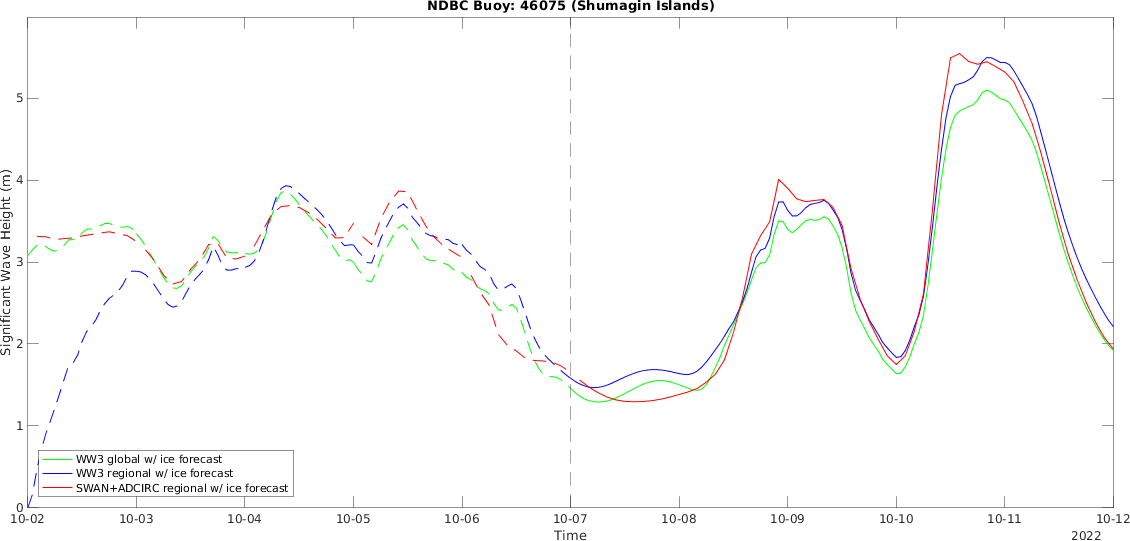 NDBC Buoy: 46075 (Shumagin Islands)
Significant Wave Height (m)
5
4
3
2
1
0
WW3 global w/ ice forecast
WW3 regional w/ ice forecast
SWAN+ADCIRC regional w/ ice forecast
10-02 10-03 10-04 10-05 10-06 10-07 10-08 10-09 10-10 10-11 10-12
Time
2022